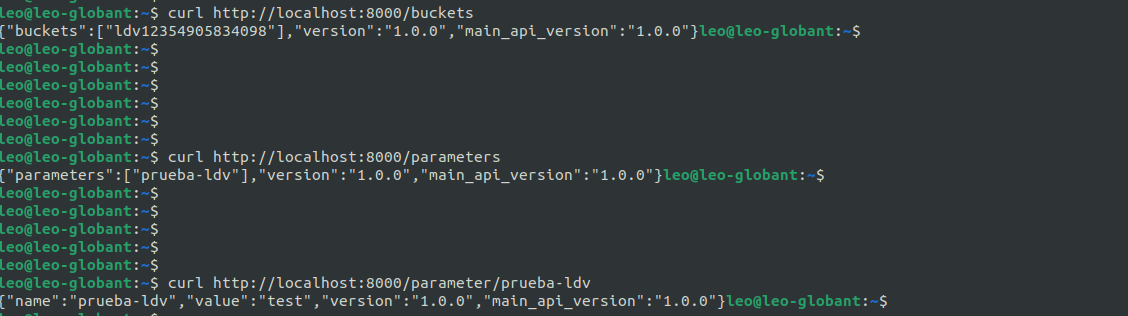 leo@leo-globant:~$ curl http://localhost:8000/buckets
{"buckets":["ldv12354905834098"],"version":"1.0.0","main_api_version":"1.0.0"}leo@leo-globant:~$
leo@leo-globant:~$
leo@leo-globant:~$
leo@leo-globant:~$
leo@leo-globant:~$
leo@leo-globant:~$
leo@leo-globant:~$
leo@leo-globant:~$ curl http://localhost:8000/parameters
{"parameters":["prueba-ldv"],"version":"1.0.0","main_api_version":"1.0.0"}leo@leo-globant:~$
leo@leo-globant:~$
leo@leo-globant:~$
leo@leo-globant:~$
leo@leo-globant:~$
leo@leo-globant:~$
leo@leo-globant:~$ curl http://localhost:8000/parameter/prueba-ldv
{"name":"prueba-ldv","value":"test","version":"1.0.0","main_api_version":"1.0.0"}leo@leo-globant:~$
leo@leo-globant:~$